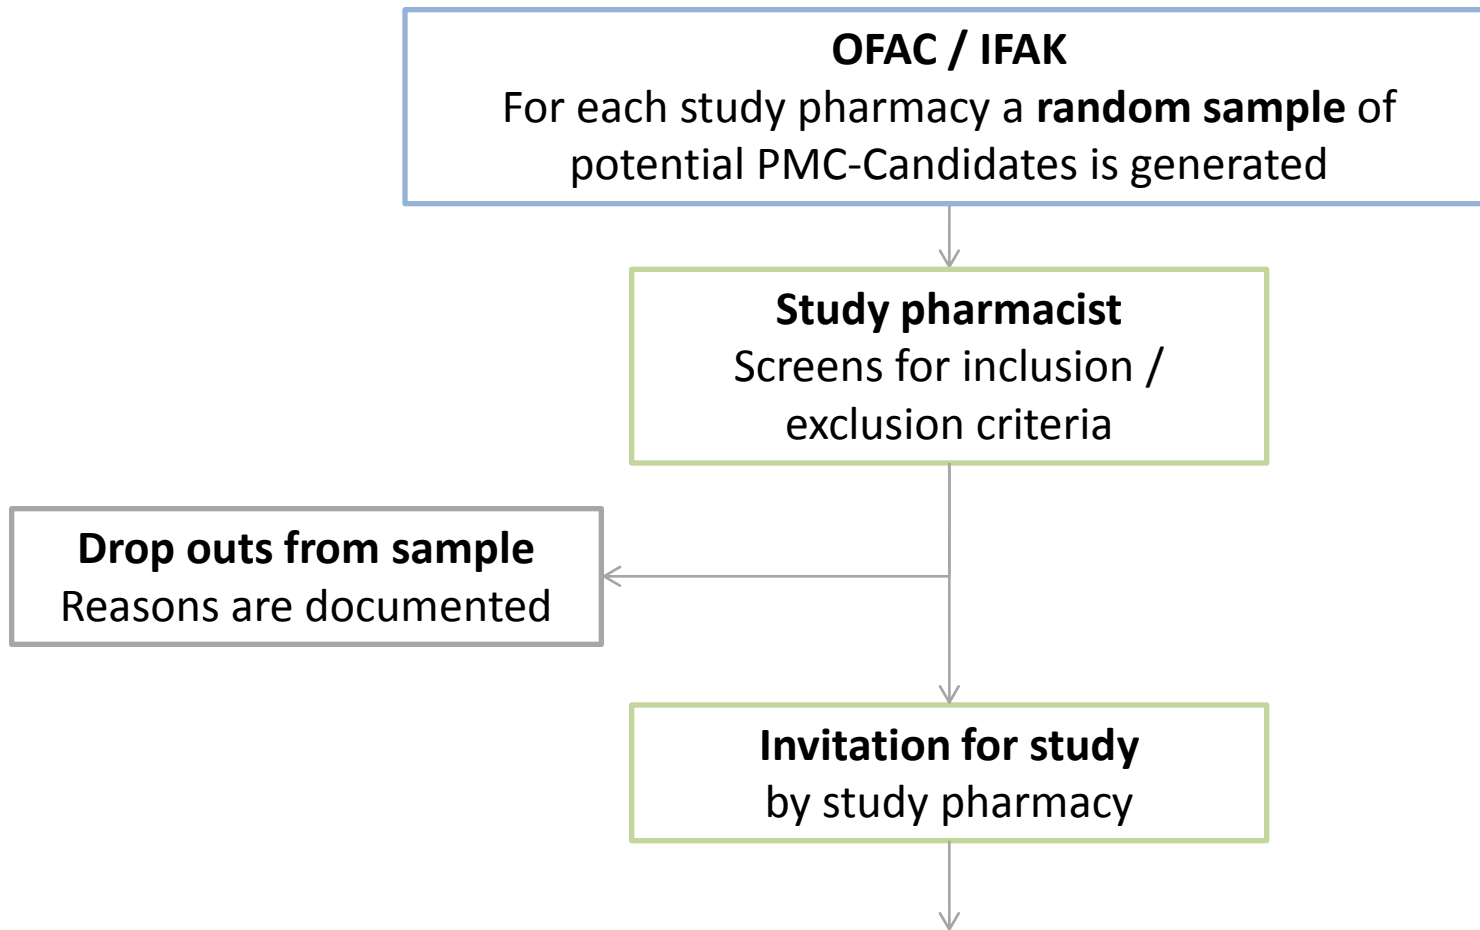 OFAC / IFAK
For each study pharmacy a random sample of
potential PMC-Candidates is generated
Study pharmacist
Screens for inclusion /
exclusion criteria
Drop outs from sample
Reasons are documented
Invitation for study
by study pharmacy